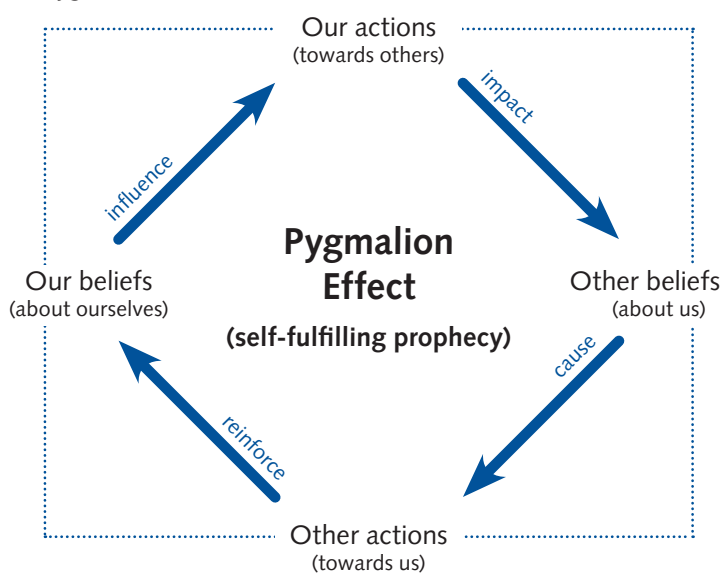 Our actions
(towards others)
impact
influence
Pygmalion
Effect
(self-fulfilling prophecy)
Our beliefs
(about ourselves)
Other beliefs
(about us)
cause
reinforce
Other actions
(towards us)